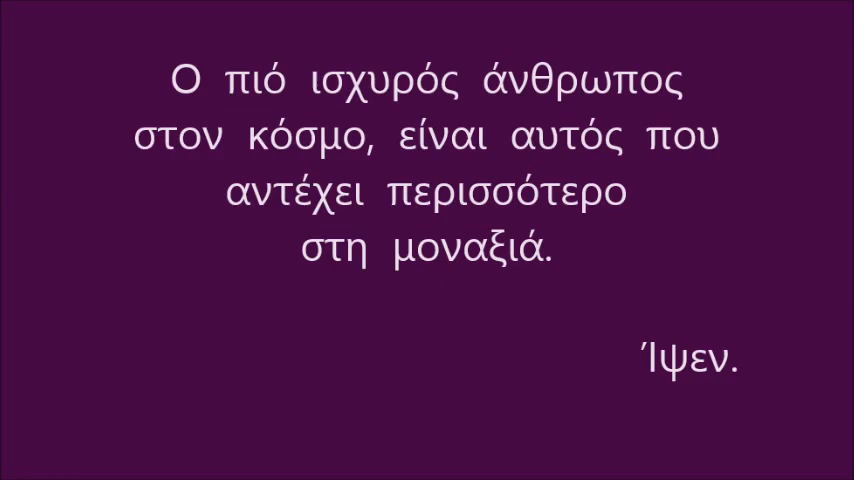 Ο πιό ισχυρός άνθρωπος
στον κόσμο, είναι αυτός που
αντέχει περισσότερο
στη μοναξιά.
Ίψεν.